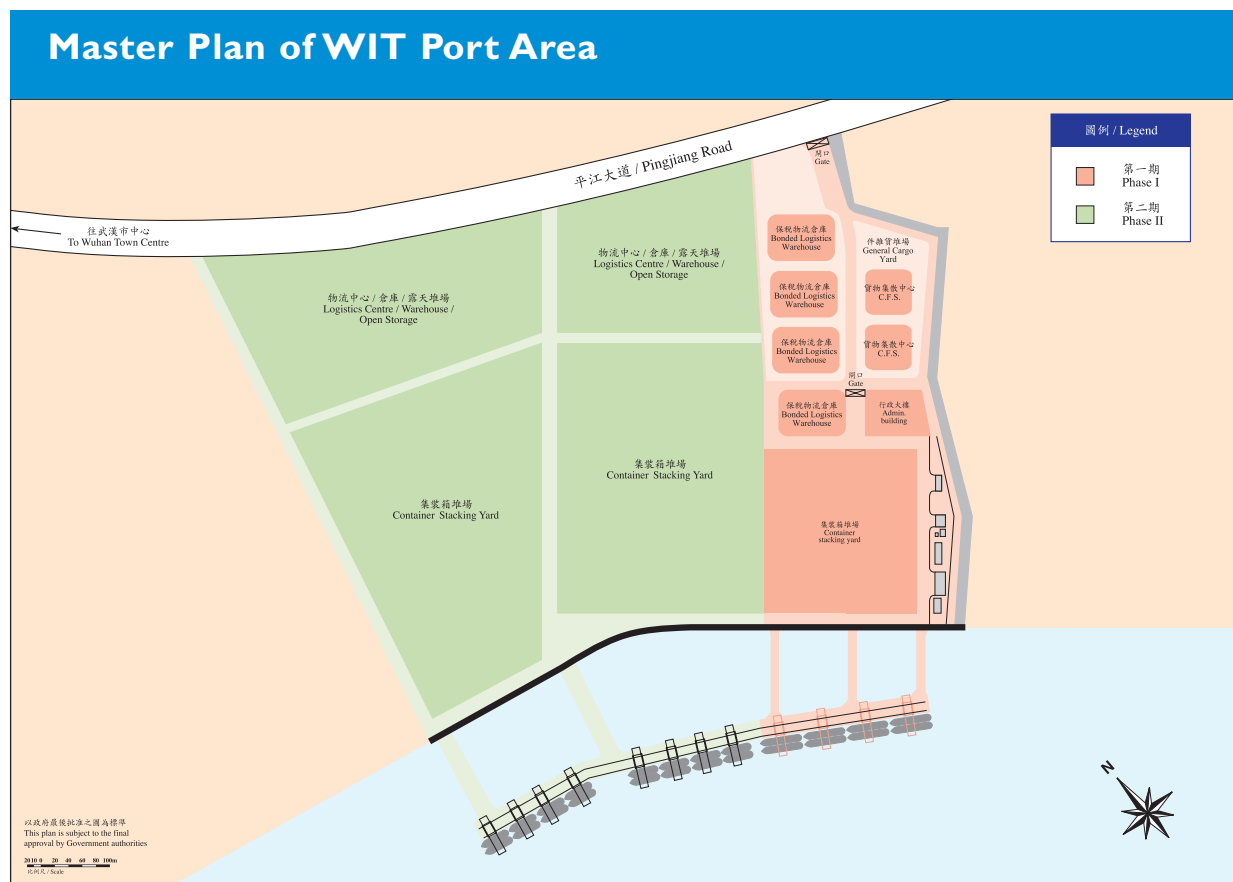 Master Plan of WIT Port Area
圖例 / Legend
第一期
Phase I
第二期
Phase II
平江大道 / Pingjiang Road
往武漢市中心
To Wuhan Town Centre
閘口
Gate
物流中心 / 倉庫 / 露天堆場
Logistics Centre / Warehouse /
Open Storage
物流中心 / 倉庫 / 露天堆場
Logistics Centre / Warehouse /
Open Storage
保稅物流倉庫
Bonded Logistics
Warehouse
件雜貨堆場
General Cargo
Yard
保稅物流倉庫
Bonded Logistics
Warehouse
貨物集散中心
C.F.S.
保稅物流倉庫
Bonded Logistics
Warehouse
貨物集散中心
C.F.S.
閘口
Gate
保稅物流倉庫
Bonded Logistics
Warehouse
行政大樓
Admin.
building
集裝箱堆場
Container Stacking Yard
集裝箱堆場
Container Stacking Yard
集裝箱堆場
Container
stacking yard
N
以政府最後批准之圖為標準
This plan is subject to the final
approval by Government authorities
20 10 0 20 40 60 80 100m
比例尺 / Scale